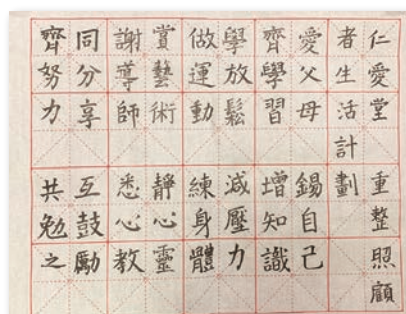 仁愛堂重整照顧
者生活計劃
愛父母錫自己
齊學習增知識
學放鬆減壓力
做運動練身體
賞藝術靜心靈
謝導師悉心教
同分享互鼓勵
齊努力共勉之